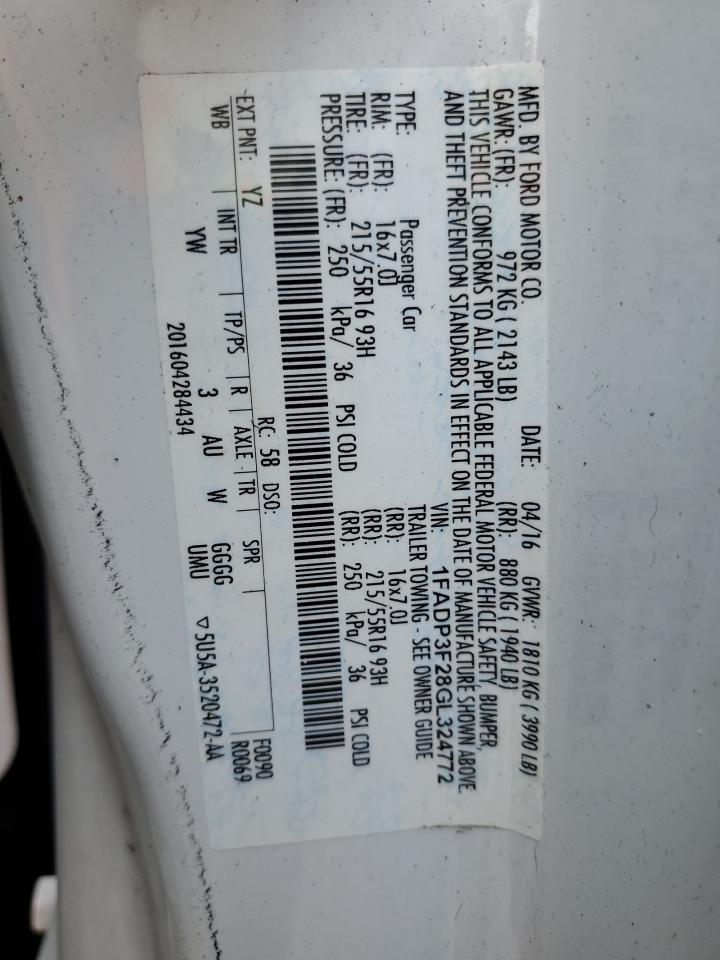 MFD. BY FORD MOTOR CO. DATE: 04/16 GVWR: 1810 KG ( 3990 LB)
GAWR: (FR): 972 KG ( 2143 LB) (RR): 880 KG ( 1940 LB)
THIS VEHICLE CONFORMS TO ALL APPLICABLE FEDERAL MOTOR VEHICLE SAFETY, BUMPER,
AND THEFT PREVENTION STANDARDS IN EFFECT ON THE DATE OF MANUFACTURE SHOWN ABOVE.
VIN: 1FADP3F28GL324772
TYPE: Passenger Car TRAILER TOWING - SEE OWNER GUIDE
RIM: (FR): 16x7.0J (RR): 16x7.0J
TIRE: (FR): 215/55R16 93H (RR): 215/55R16 93H
PRESSURE: (FR): 250 kPa/ 36 PSI COLD (RR): 250 kPa/ 36 PSI COLD
EXT PNT: YZ RC: 58 DSO: F0090
WB INT TR TP/PS R AXLE TR SPR R0069
YW 3 AU W GGGG
UMU
▽5U5A-3520472-AA
201604284434